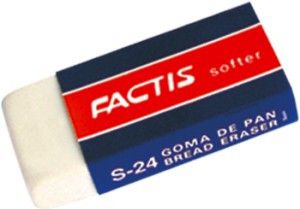 FACTIS softer
S-24 GOMA DE PAN
BREAD ERASER